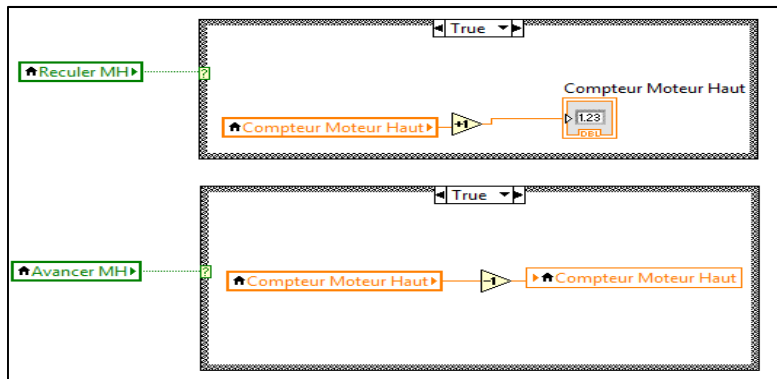 True
Reculer MH
Compteur Moteur Haut
Compteur Moteur Haut
+1
1.23
DBL
True
Avancer MH
?
?
Compteur Moteur Haut
-1
Compteur Moteur Haut